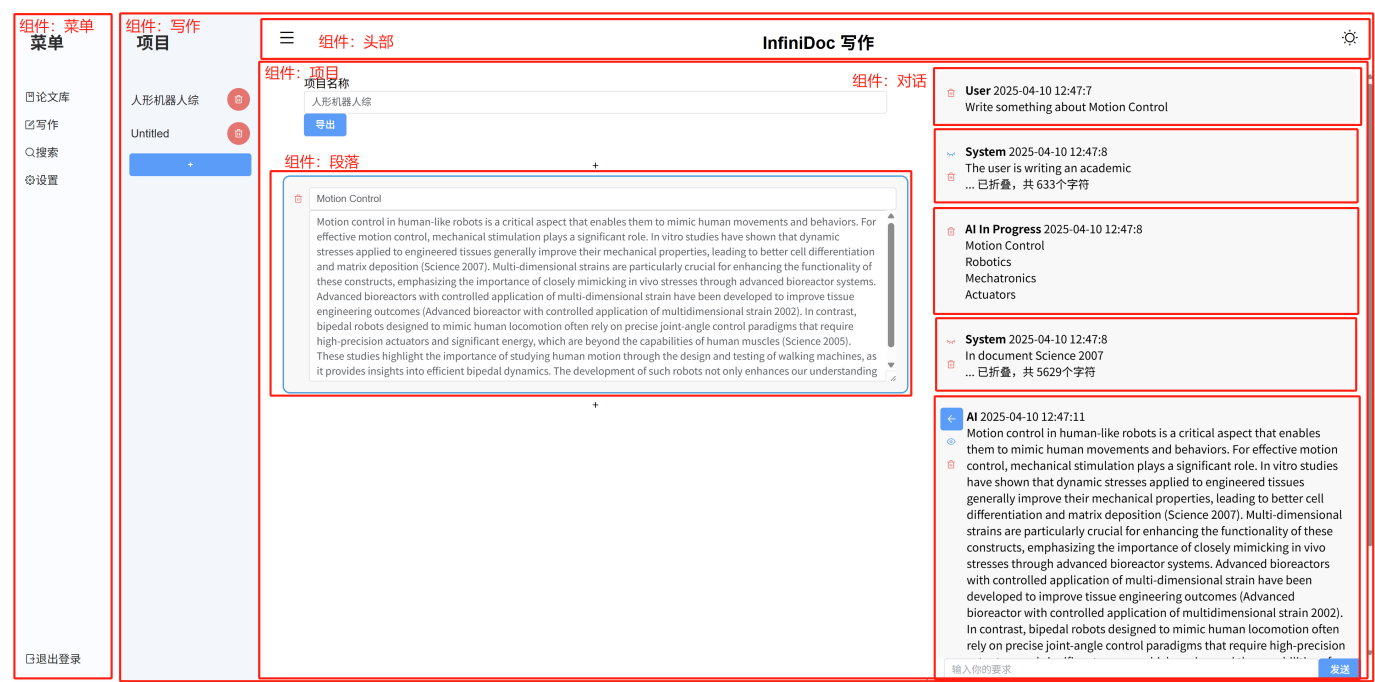 组件：菜单
菜单
论文库
写作
搜索
设置
退出登录
组件：写作
项目
人形机器人综
Untitled
+
组件：头部
InfiniDoc 写作
组件：项目
项目名称
人形机器人综
导出
+
组件：段落
Motion Control
Motion control in human-like robots is a critical aspect that enables them to mimic human movements and behaviors. For
effective motion control, mechanical stimulation plays a significant role. In vitro studies have shown that dynamic
stresses applied to engineered tissues generally improve their mechanical properties, leading to better cell differentiation
and matrix deposition (Science 2007). Multi-dimensional strains are particularly crucial for enhancing the functionality of
these constructs, emphasizing the importance of closely mimicking in vivo stresses through advanced bioreactor systems.
Advanced bioreactors with controlled application of multi-dimensional strain have been developed to improve tissue
engineering outcomes (Advanced bioreactor with controlled application of multidimensional strain 2002). In contrast,
bipedal robots designed to mimic human locomotion often rely on precise joint-angle control paradigms that require
high-precision actuators and significant energy, which are beyond the capabilities of human muscles (Science 2005).
These studies highlight the importance of studying human motion through the design and testing of walking machines, as
it provides insights into efficient bipedal dynamics. The development of such robots not only enhances our understanding
+
组件：对话
User 2025-04-10 12:47:7
Write something about Motion Control
System 2025-04-10 12:47:8
The user is writing an academic
... 已折叠，共 633个字符
AI In Progress 2025-04-10 12:47:8
Motion Control
Robotics
Mechatronics
Actuators
System 2025-04-10 12:47:8
In document Science 2007
... 已折叠，共 5629个字符
AI 2025-04-10 12:47:11
Motion control in human-like robots is a critical aspect that enables
them to mimic human movements and behaviors. For effective motion
control, mechanical stimulation plays a significant role. In vitro studies
have shown that dynamic stresses applied to engineered tissues
generally improve their mechanical properties, leading to better cell
differentiation and matrix deposition (Science 2007). Multi-dimensional
strains are particularly crucial for enhancing the functionality of these
constructs, emphasizing the importance of closely mimicking in vivo
stresses through advanced bioreactor systems. Advanced bioreactors
with controlled application of multi-dimensional strain have been
developed to improve tissue engineering outcomes (Advanced
bioreactor with controlled application of multidimensional strain 2002).
In contrast, bipedal robots designed to mimic human locomotion often
rely on precise joint-angle control paradigms that require high-precision
输入你的要求
发送